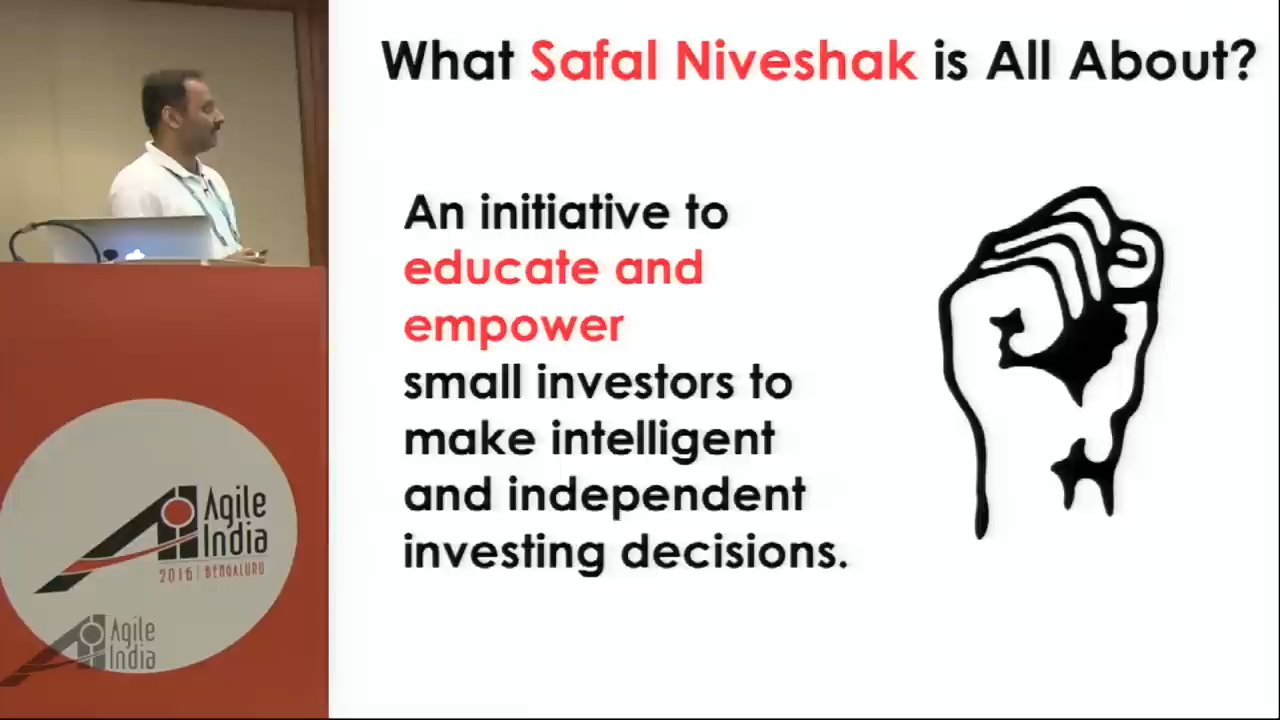 What Safal Niveshak is All About?
An initiative to
educate and
empower
small investors to
make intelligent
and independent
investing decisions.
Agile
India
2016 | BENGALURU
Agile
India